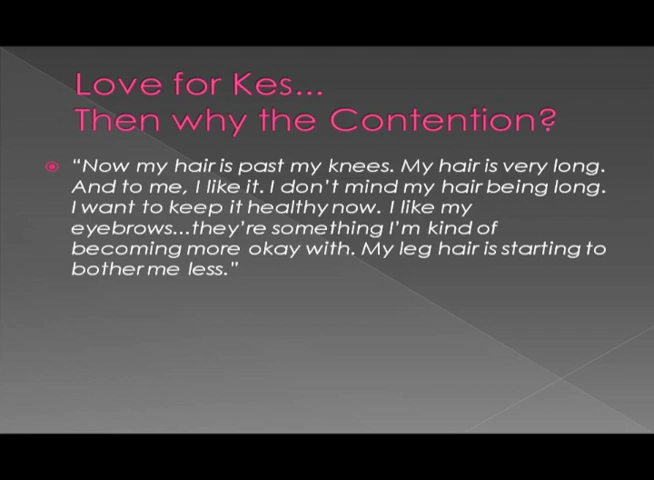 Love for Kes...
Then why the Contention?
“Now my hair is past my knees. My hair is very long.
And to me, I like it. I don't mind my hair being long.
I want to keep it healthy now. I like my
eyebrows...they're something I'm kind of
becoming more okay with. My leg hair is starting to
bother me less.”